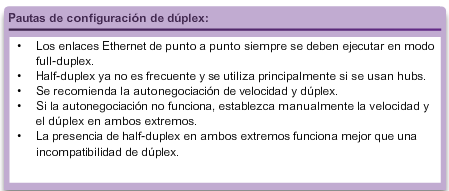 Pautas de configuración de dúplex:
• Los enlaces Ethernet de punto a punto siempre se deben ejecutar en modo
full-duplex.
• Half-duplex ya no es frecuente y se utiliza principalmente si se usan hubs.
• Se recomienda la autonegociación de velocidad y dúplex.
• Si la autonegociación no funciona, establezca manualmente la velocidad y
el dúplex en ambos extremos.
• La presencia de half-duplex en ambos extremos funciona mejor que una
incompatibilidad de dúplex.